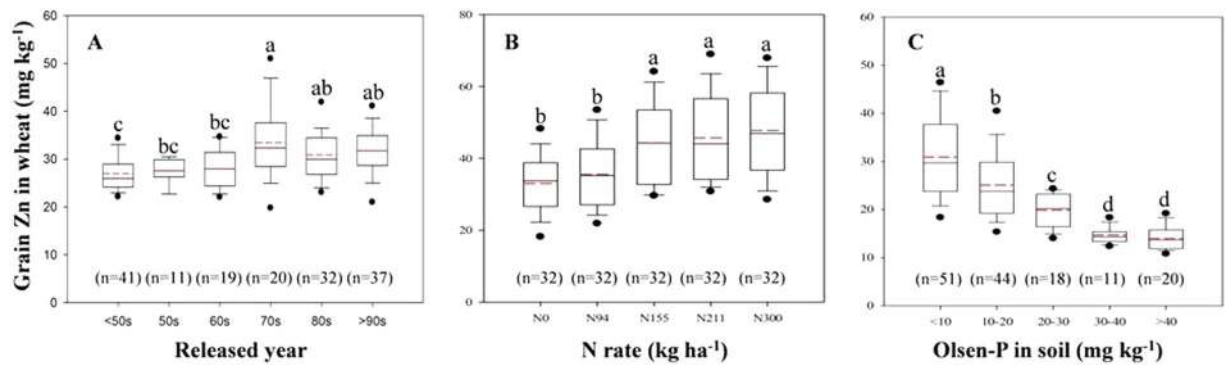 Grain Zn in wheat (mg kg⁻¹)
A
60
50
40
30
20
10
0
c
bc
bc
a
ab
ab
(n=41) (n=11) (n=19) (n=20) (n=32) (n=37)
<50s 50s 60s 70s 80s >90s
Released year
B
80
60
40
20
0
b
b
a
a
a
(n=32) (n=32) (n=32) (n=32) (n=32)
N0 N94 N155 N211 N300
N rate (kg ha⁻¹)
C
60
50
40
30
20
10
0
a
b
c
d
d
(n=51) (n=44) (n=18) (n=11) (n=20)
<10 10-20 20-30 30-40 >40
Olsen-P in soil (mg kg⁻¹)